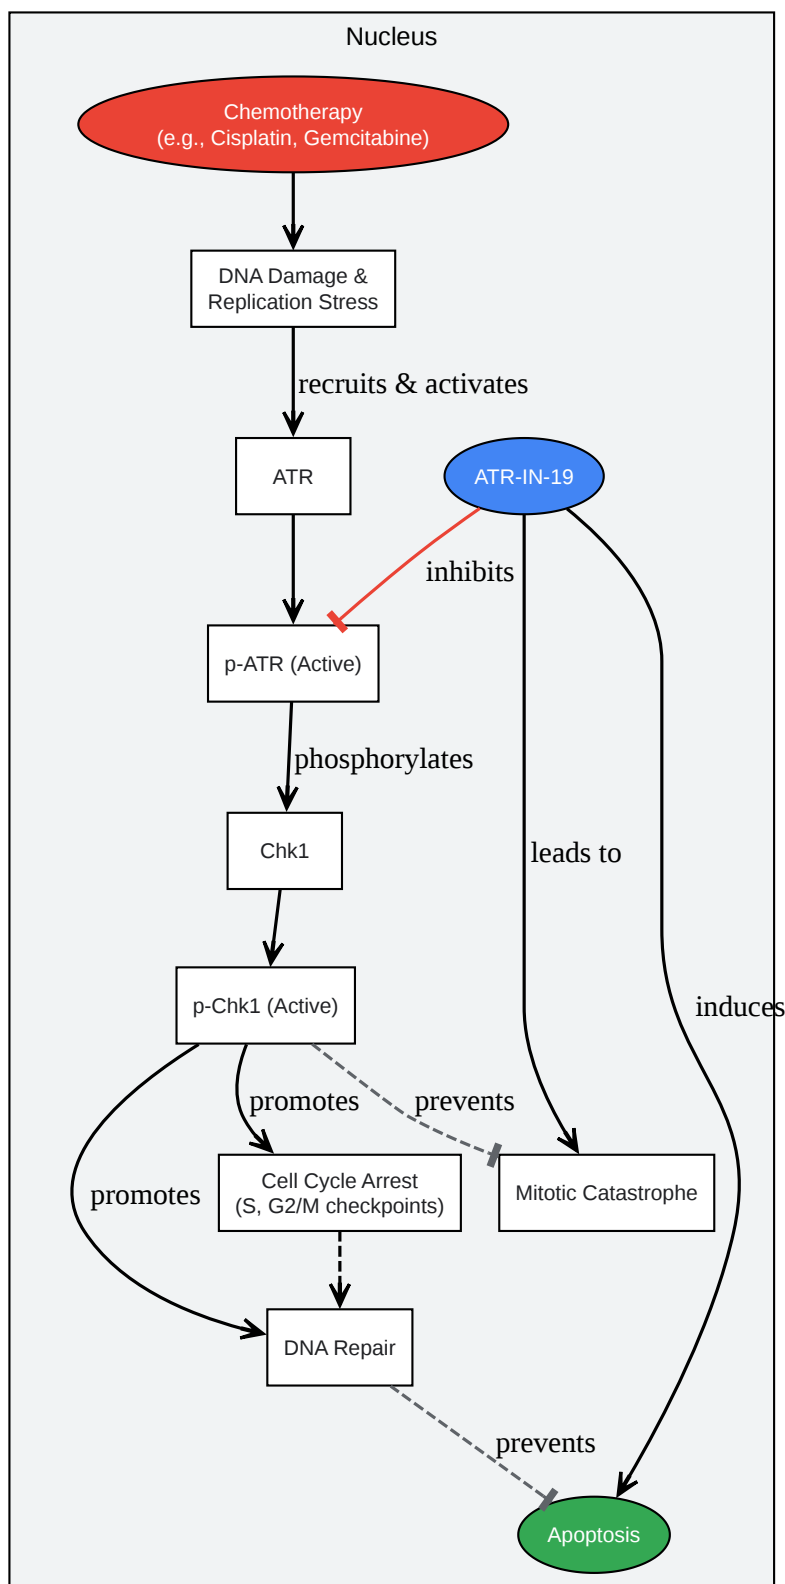 Nucleus
Chemotherapy
(e.g., Cisplatin, Gemcitabine)
DNA Damage &
Replication Stress
recruits & activates
ATR
ATR-IN-19
inhibits
p-ATR (Active)
phosphorylates
Chk1
leads to
p-Chk1 (Active)
induces
promotes
prevents
promotes
Cell Cycle Arrest
(S, G2/M checkpoints)
Mitotic Catastrophe
DNA Repair
prevents
Apoptosis